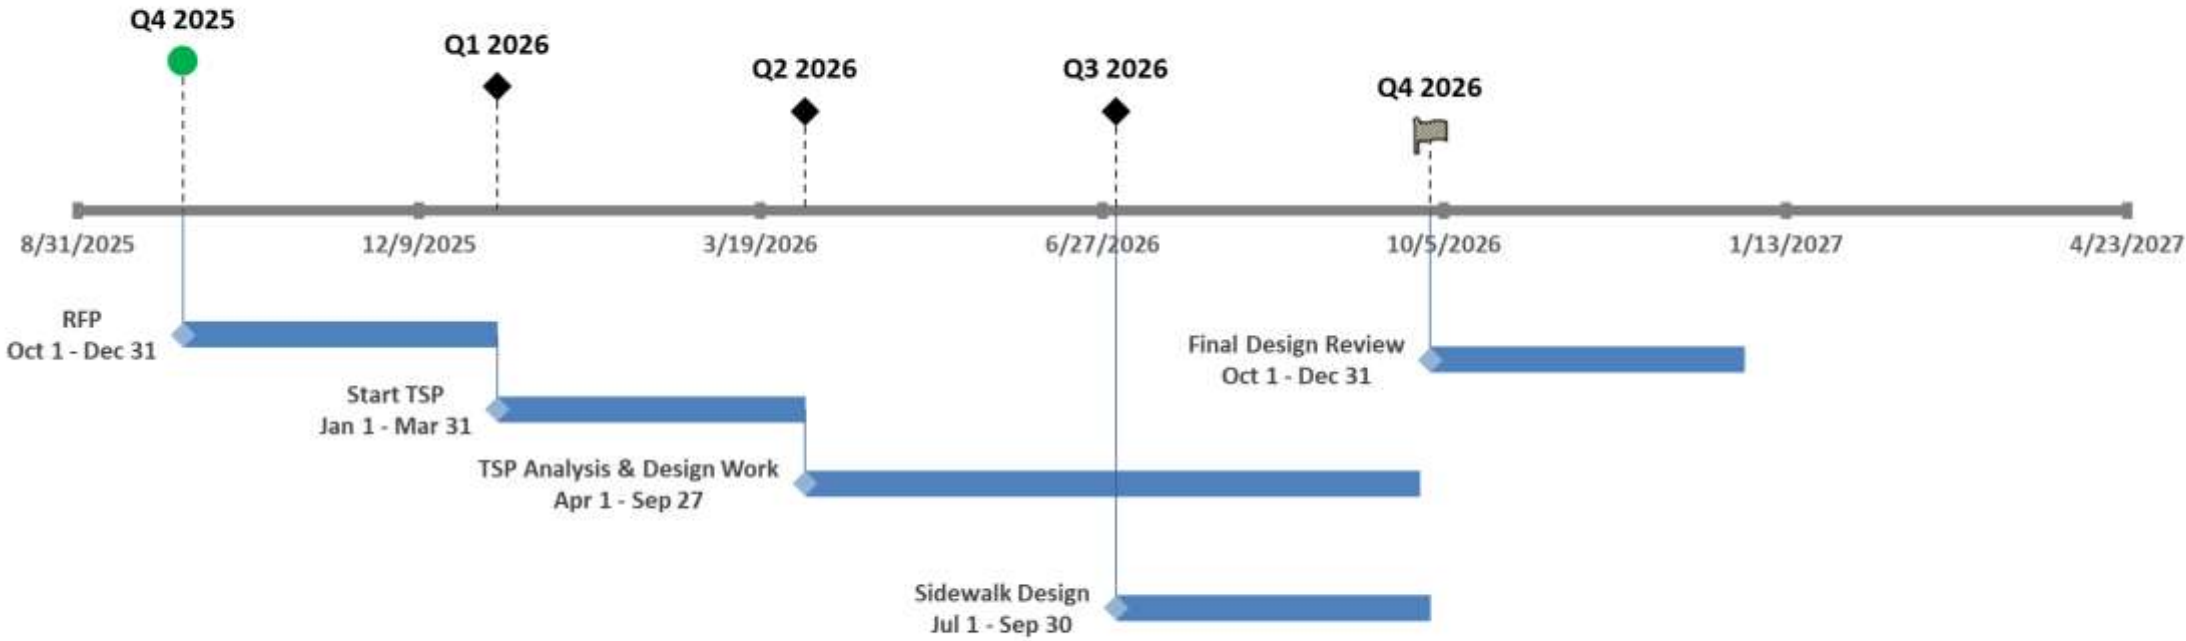 Q4 2025
Q1 2026
Q2 2026
Q3 2026
Q4 2026
8/31/2025
12/9/2025
3/19/2026
6/27/2026
10/5/2026
1/13/2027
4/23/2027
RFP
Oct 1 - Dec 31
Final Design Review
Oct 1 - Dec 31
Start TSP
Jan 1 - Mar 31
TSP Analysis & Design Work
Apr 1 - Sep 27
Sidewalk Design
Jul 1 - Sep 30